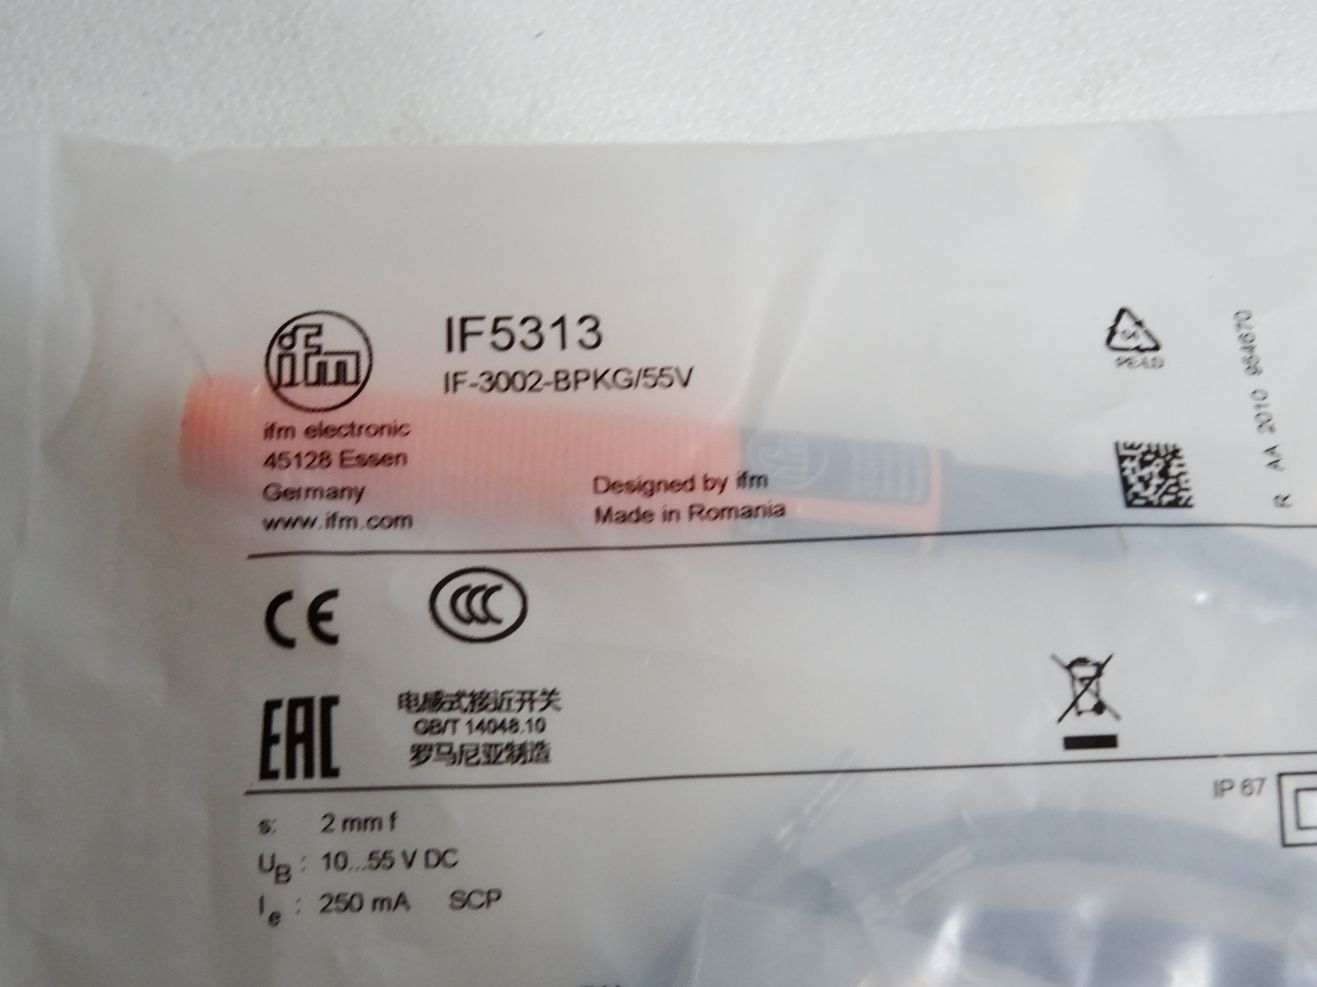 ifm
IF5313
IF-3002-BPKG/55V
ifm electronic
45128 Essen
Germany
www.ifm.com
Designed by ifm
Made in Romania
PE-LD
R AA 2010 954670
CE
CCC
EAC
电感式接近开关
GB/T 14048.10
罗马尼亚制造
IP 67
s: 2 mm f
UB : 10...55 V DC
Ie : 250 mA SCP